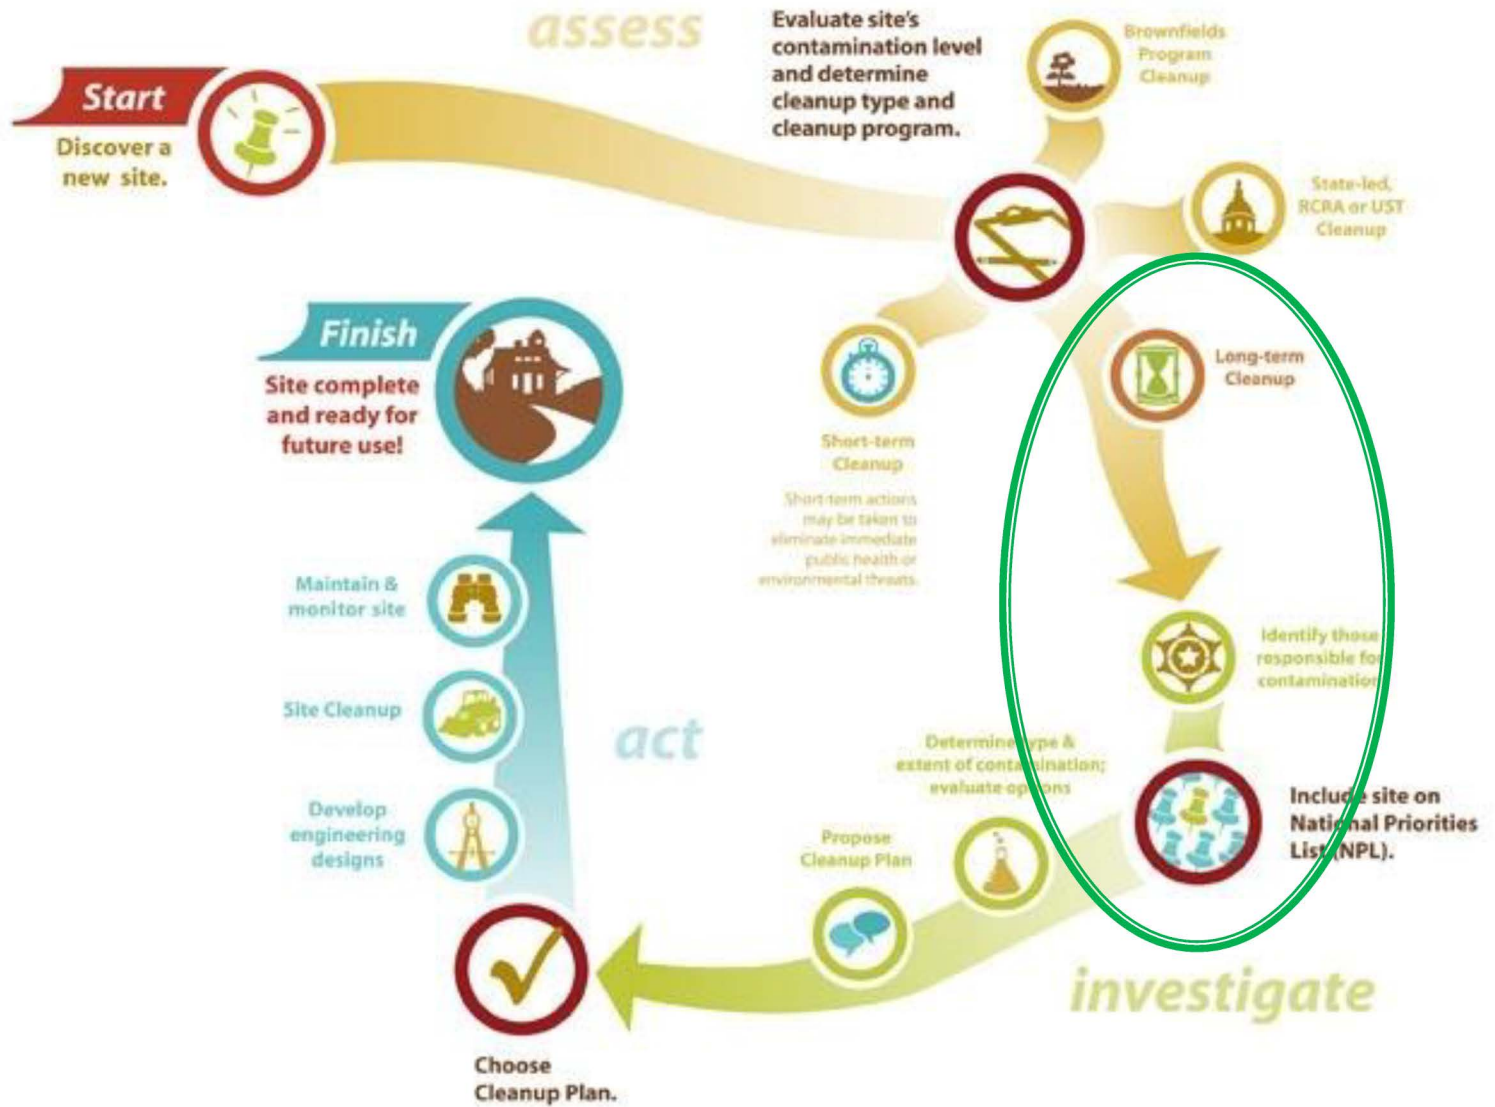 assess
Start
Discover a
new site.
Evaluate site's
contamination level
and determine
cleanup type and
cleanup program.
Brownfields
Program
Cleanup
State-led,
RCRA or UST
Cleanup
Long-term
Cleanup
Short-term
Cleanup
Short-term actions
may be taken to
eliminate immediate
public health or
environmental threats.
Identify those
responsible for
contamination
Include site on
National Priorities
List (NPL).
investigate
Determine type &
extent of contamination;
evaluate options
Propose
Cleanup Plan
Choose
Cleanup Plan.
act
Develop
engineering
designs
Site Cleanup
Maintain &
monitor site
Finish
Site complete
and ready for
future use!